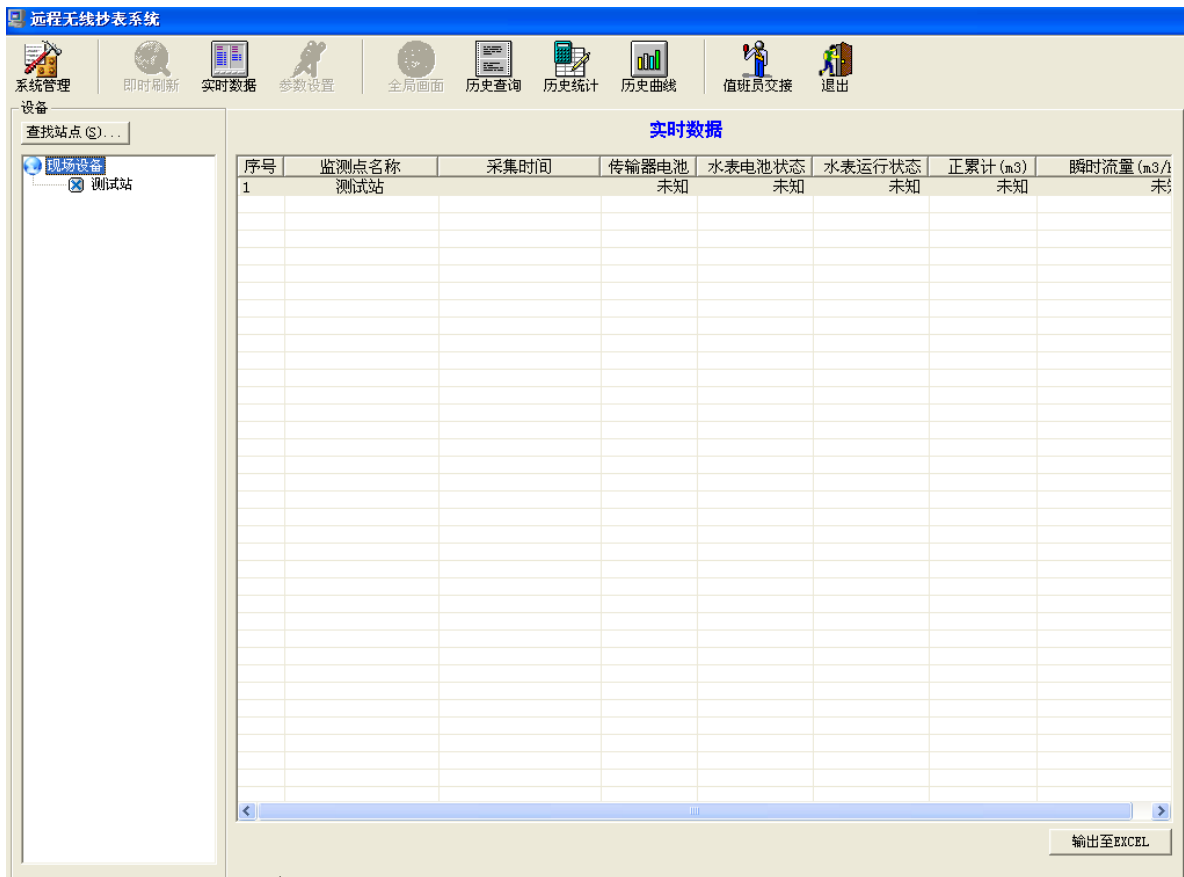 远程无线抄表系统
系统管理 即时刷新 实时数据 参数设置 全局画面 历史查询 历史统计 历史曲线 值班员交接 退出
设备
查找站点(S)...
实时数据
现场设备
测试站
序号 监测点名称 采集时间 传输器电池 水表电池状态 水表运行状态 正累计(m3) 瞬时流量(m3/
1 测试站 未知 未知 未知 未知 未
输出至EXCEL